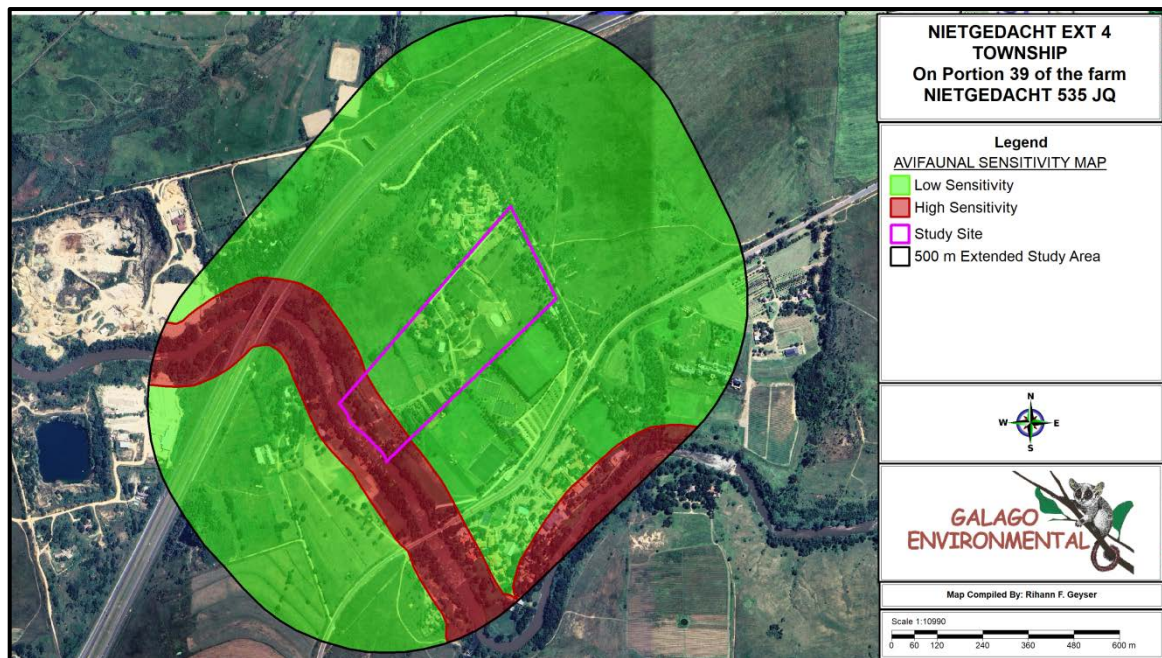 NIETGEDACHT EXT 4
TOWNSHIP
On Portion 39 of the farm
NIETGEDACHT 535 JQ
Legend
AVIFAUNAL SENSITIVITY MAP
Low Sensitivity
High Sensitivity
Study Site
500 m Extended Study Area
N
W E
S
GALAGO
ENVIRONMENTAL
Map Compiled By: Rihann F. Geyser
Scale 1:10990
0 60 120 240 360 480 600 m